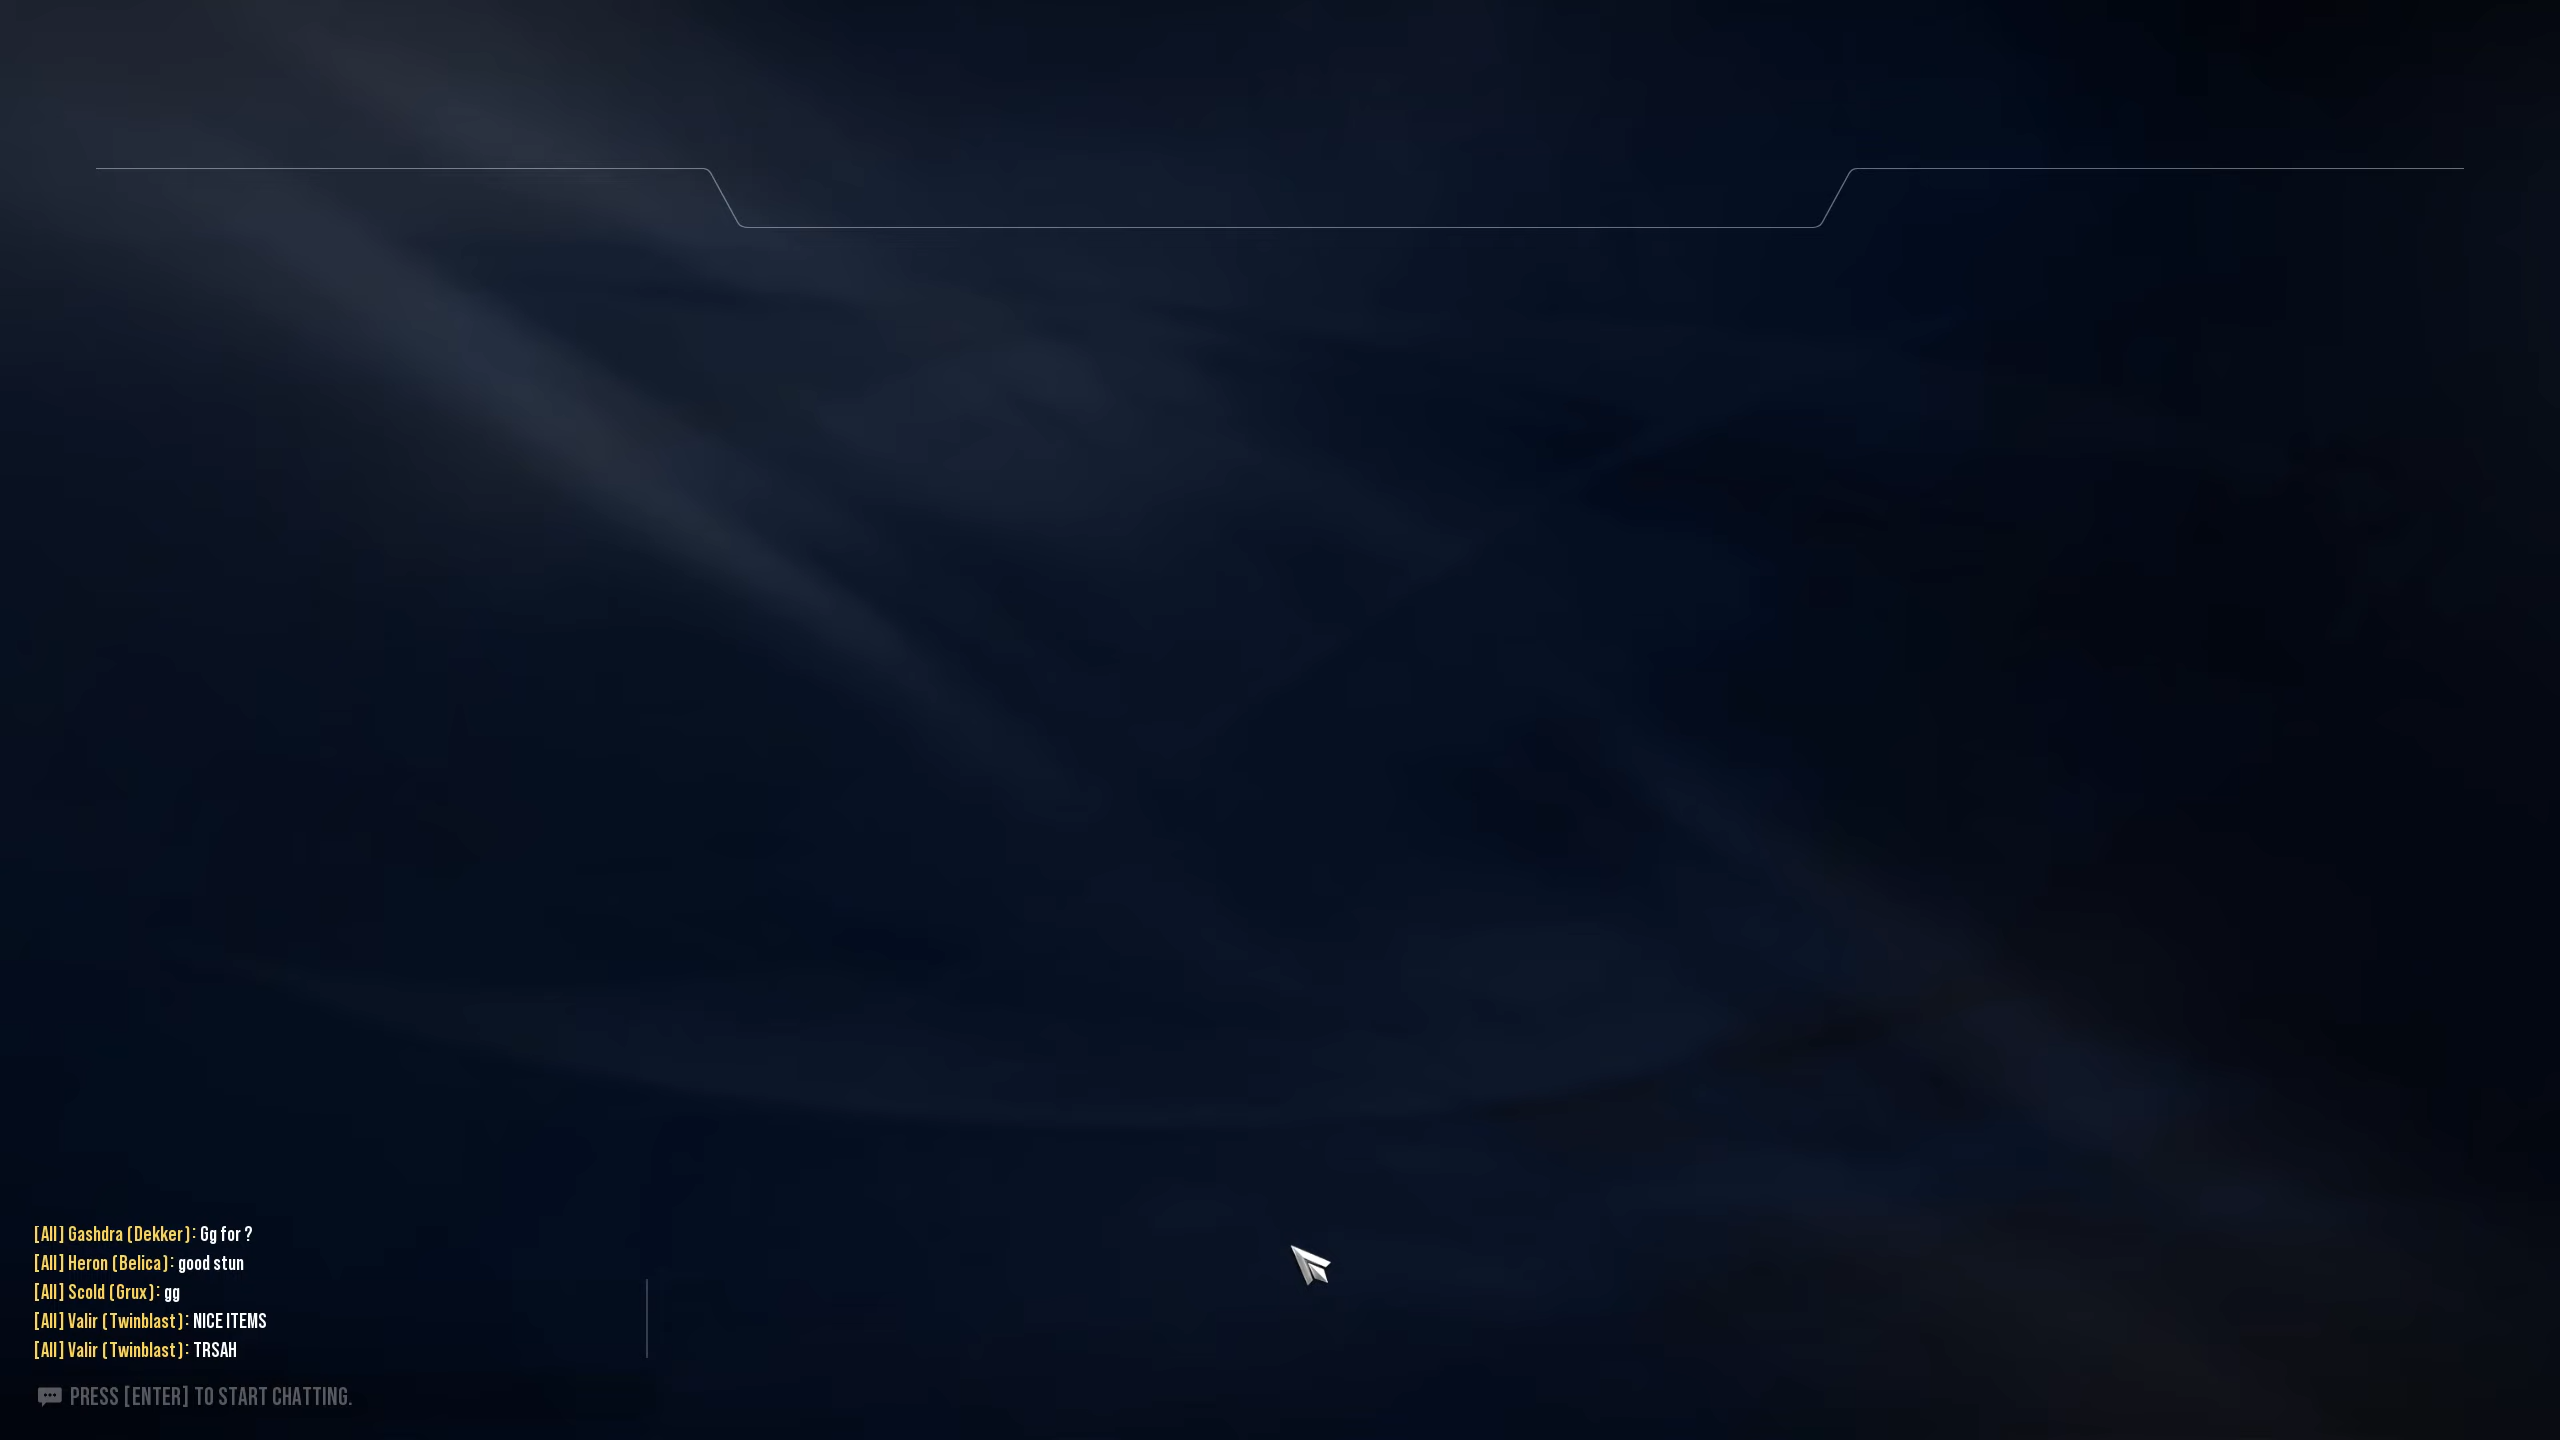 [All] Gashdra (Dekker): Gg for ?
[All] Heron (Belica): good stun
[All] Scold (Grux): gg
[All] Valir (Twinblast): NICE ITEMS
[All] Valir (Twinblast): TRSAH
PRESS [ENTER] TO START CHATTING.